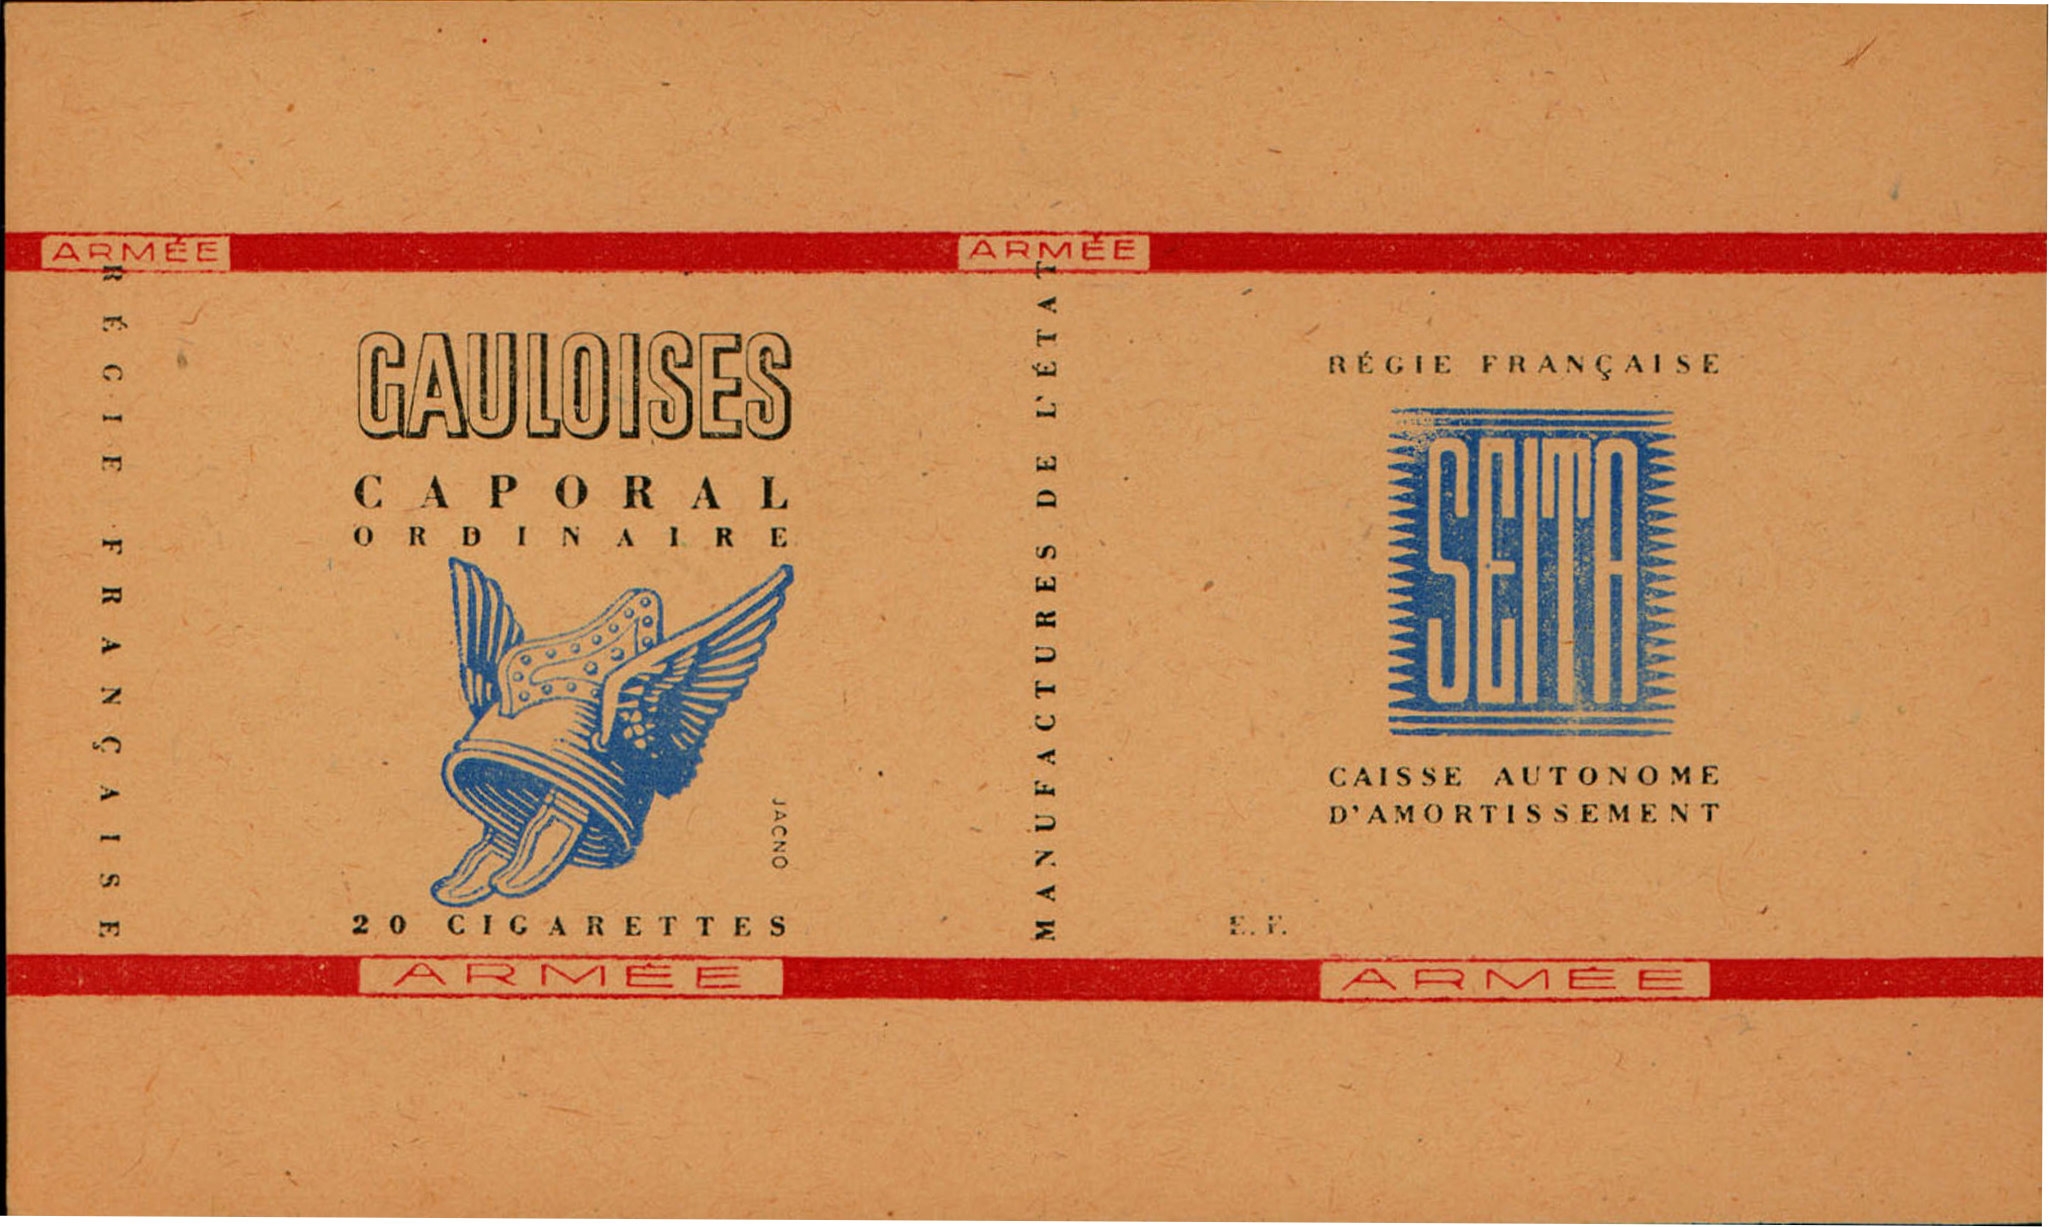 ARMÉE
ARMÉE
RÉGIE FRANÇAISE
GAULOISES
CAPORAL
ORDINAIRE
JACNO
20 CIGARETTES
MANUFACTURES DE L'ÉTAT
RÉGIE FRANÇAISE
SEITA
CAISSE AUTONOME
D'AMORTISSEMENT
E. F.
ARMÉE
ARMÉE